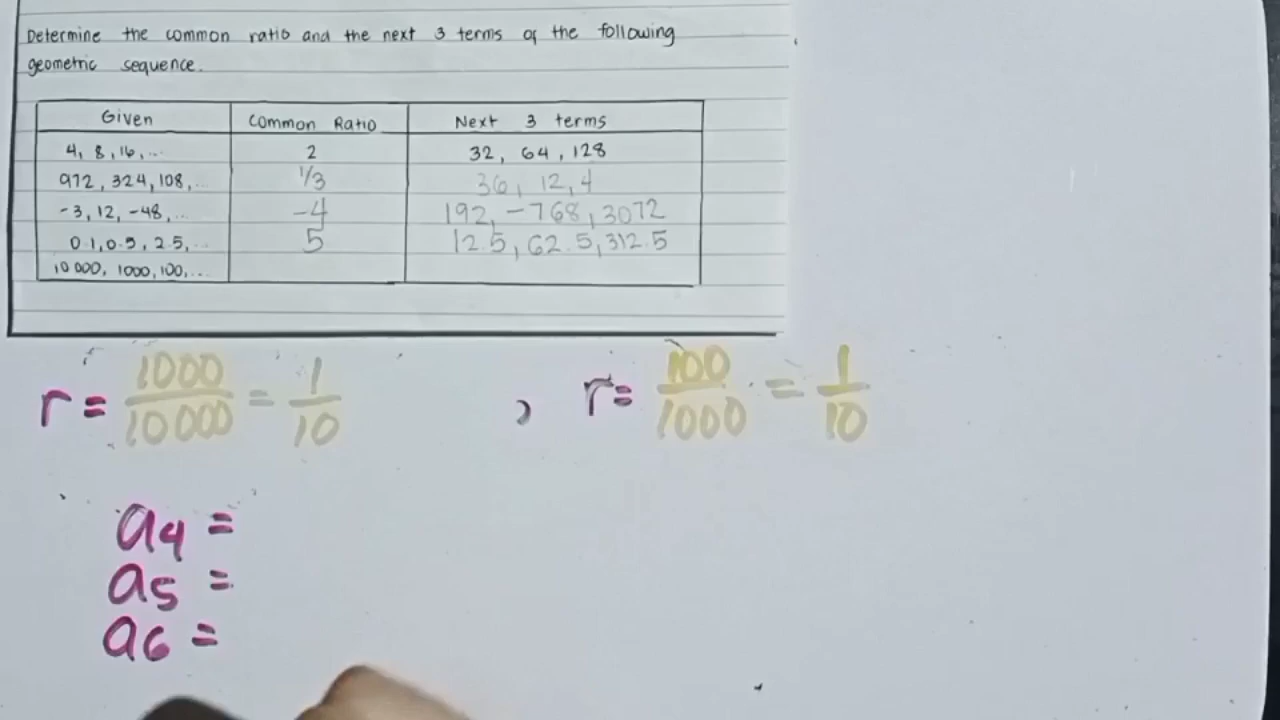 Determine the common ratio and the next 3 terms of the following
geometric sequence.
Given Common Ratio Next 3 terms
4, 8, 16, ... 2 32, 64, 128
972, 324, 108, ... 1/3 36, 12, 4
-3, 12, -48, ... -4 192, -768, 3072
0.1, 0.5, 2.5, ... 5 12.5, 62.5, 312.5
10 000, 1000, 100, ...
r = 1000/10 000 = 1/10 , r = 100/1000 = 1/10
a4 =
a5 =
a6 =